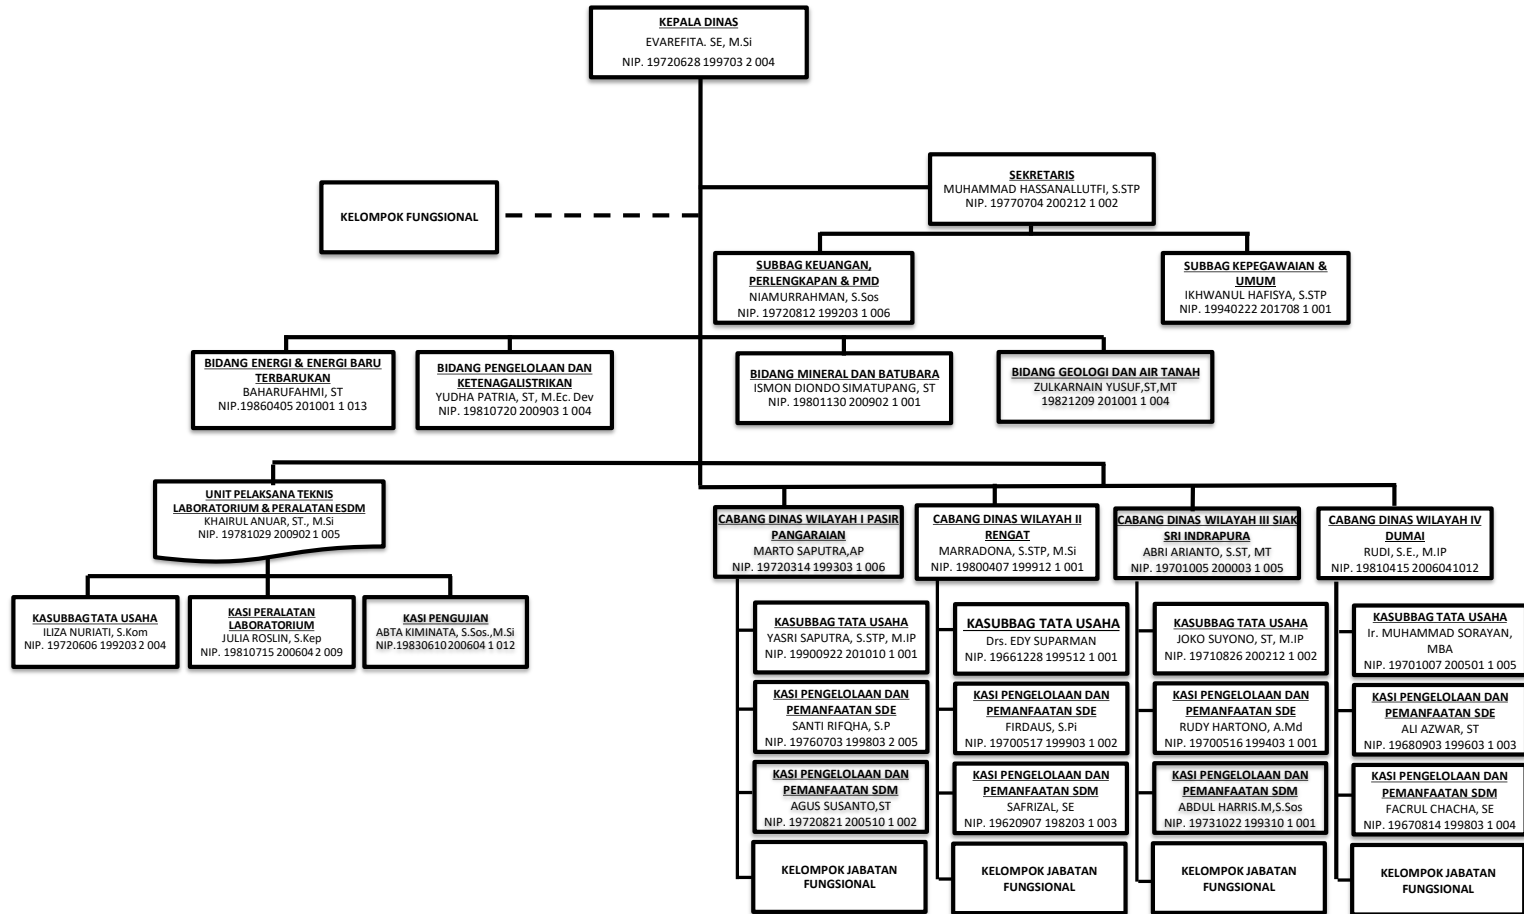 KEPALA DINAS
EVAREFITA. SE, M.Si
NIP. 19720628 199703 2 004
SEKRETARIS
MUHAMMAD HASSANALLUTFI, S.STP
NIP. 19770704 200212 1 002
KELOMPOK FUNGSIONAL
SUBBAG KEUANGAN,
PERLENGKAPAN & PMD
NIAMURRAHMAN, S.Sos
NIP. 19720812 199203 1 006
SUBBAG KEPEGAWAIAN &
UMUM
IKHWANUL HAFISYA, S.STP
NIP. 19940222 201708 1 001
BIDANG ENERGI & ENERGI BARU
TERBARUKAN
BAHARUFAHMI, ST
NIP.19860405 201001 1 013
BIDANG PENGELOLAAN DAN
KETENAGALISTRIKAN
YUDHA PATRIA, ST, M.Ec. Dev
NIP. 19810720 200903 1 004
BIDANG MINERAL DAN BATUBARA
ISMON DIONDO SIMATUPANG, ST
NIP. 19801130 200902 1 001
BIDANG GEOLOGI DAN AIR TANAH
ZULKARNAIN YUSUF,ST,MT
19821209 201001 1 004
UNIT PELAKSANA TEKNIS
LABORATORIUM & PERALATAN ESDM
KHAIRUL ANUAR, ST., M.Si
NIP. 19781029 200902 1 005
KASUBBAG TATA USAHA
ILIZA NURIATI, S.Kom
NIP. 19720606 199203 2 004
KASI PERALATAN
LABORATORIUM
JULIA ROSLIN, S.Kep
NIP. 19810715 200604 2 009
KASI PENGUJIAN
ABTA KIMINATA, S.Sos.,M.Si
NIP.19830610 200604 1 012
CABANG DINAS WILAYAH I PASIR
PANGARAIAN
MARTO SAPUTRA,AP
NIP. 19720314 199303 1 006
KASUBBAG TATA USAHA
YASRI SAPUTRA, S.STP, M.IP
NIP. 19900922 201010 1 001
KASI PENGELOLAAN DAN
PEMANFAATAN SDE
SANTI RIFQHA, S.P
NIP. 19760703 199803 2 005
KASI PENGELOLAAN DAN
PEMANFAATAN SDM
AGUS SUSANTO,ST
NIP. 19720821 200510 1 002
KELOMPOK JABATAN
FUNGSIONAL
CABANG DINAS WILAYAH II
RENGAT
MARRADONA, S.STP, M.Si
NIP. 19800407 199912 1 001
KASUBBAG TATA USAHA
Drs. EDY SUPARMAN
NIP. 19661228 199512 1 001
KASI PENGELOLAAN DAN
PEMANFAATAN SDE
FIRDAUS, S.Pi
NIP. 19700517 199903 1 002
KASI PENGELOLAAN DAN
PEMANFAATAN SDM
SAFRIZAL, SE
NIP. 19620907 198203 1 003
KELOMPOK JABATAN
FUNGSIONAL
CABANG DINAS WILAYAH III SIAK
SRI INDRAPURA
ABRI ARIANTO, S.ST, MT
NIP. 19701005 200003 1 005
KASUBBAG TATA USAHA
JOKO SUYONO, ST, M.IP
NIP. 19710826 200212 1 002
KASI PENGELOLAAN DAN
PEMANFAATAN SDE
RUDY HARTONO, A.Md
NIP. 19700516 199403 1 001
KASI PENGELOLAAN DAN
PEMANFAATAN SDM
ABDUL HARRIS.M,S.Sos
NIP. 19731022 199310 1 001
KELOMPOK JABATAN
FUNGSIONAL
CABANG DINAS WILAYAH IV
DUMAI
RUDI, S.E., M.IP
NIP. 19810415 2006041012
KASUBBAG TATA USAHA
Ir. MUHAMMAD SORAYAN,
MBA
NIP. 19701007 200501 1 005
KASI PENGELOLAAN DAN
PEMANFAATAN SDE
ALI AZWAR, ST
NIP. 19680903 199603 1 003
KASI PENGELOLAAN DAN
PEMANFAATAN SDM
FACRUL CHACHA, SE
NIP. 19670814 199803 1 004
KELOMPOK JABATAN
FUNGSIONAL